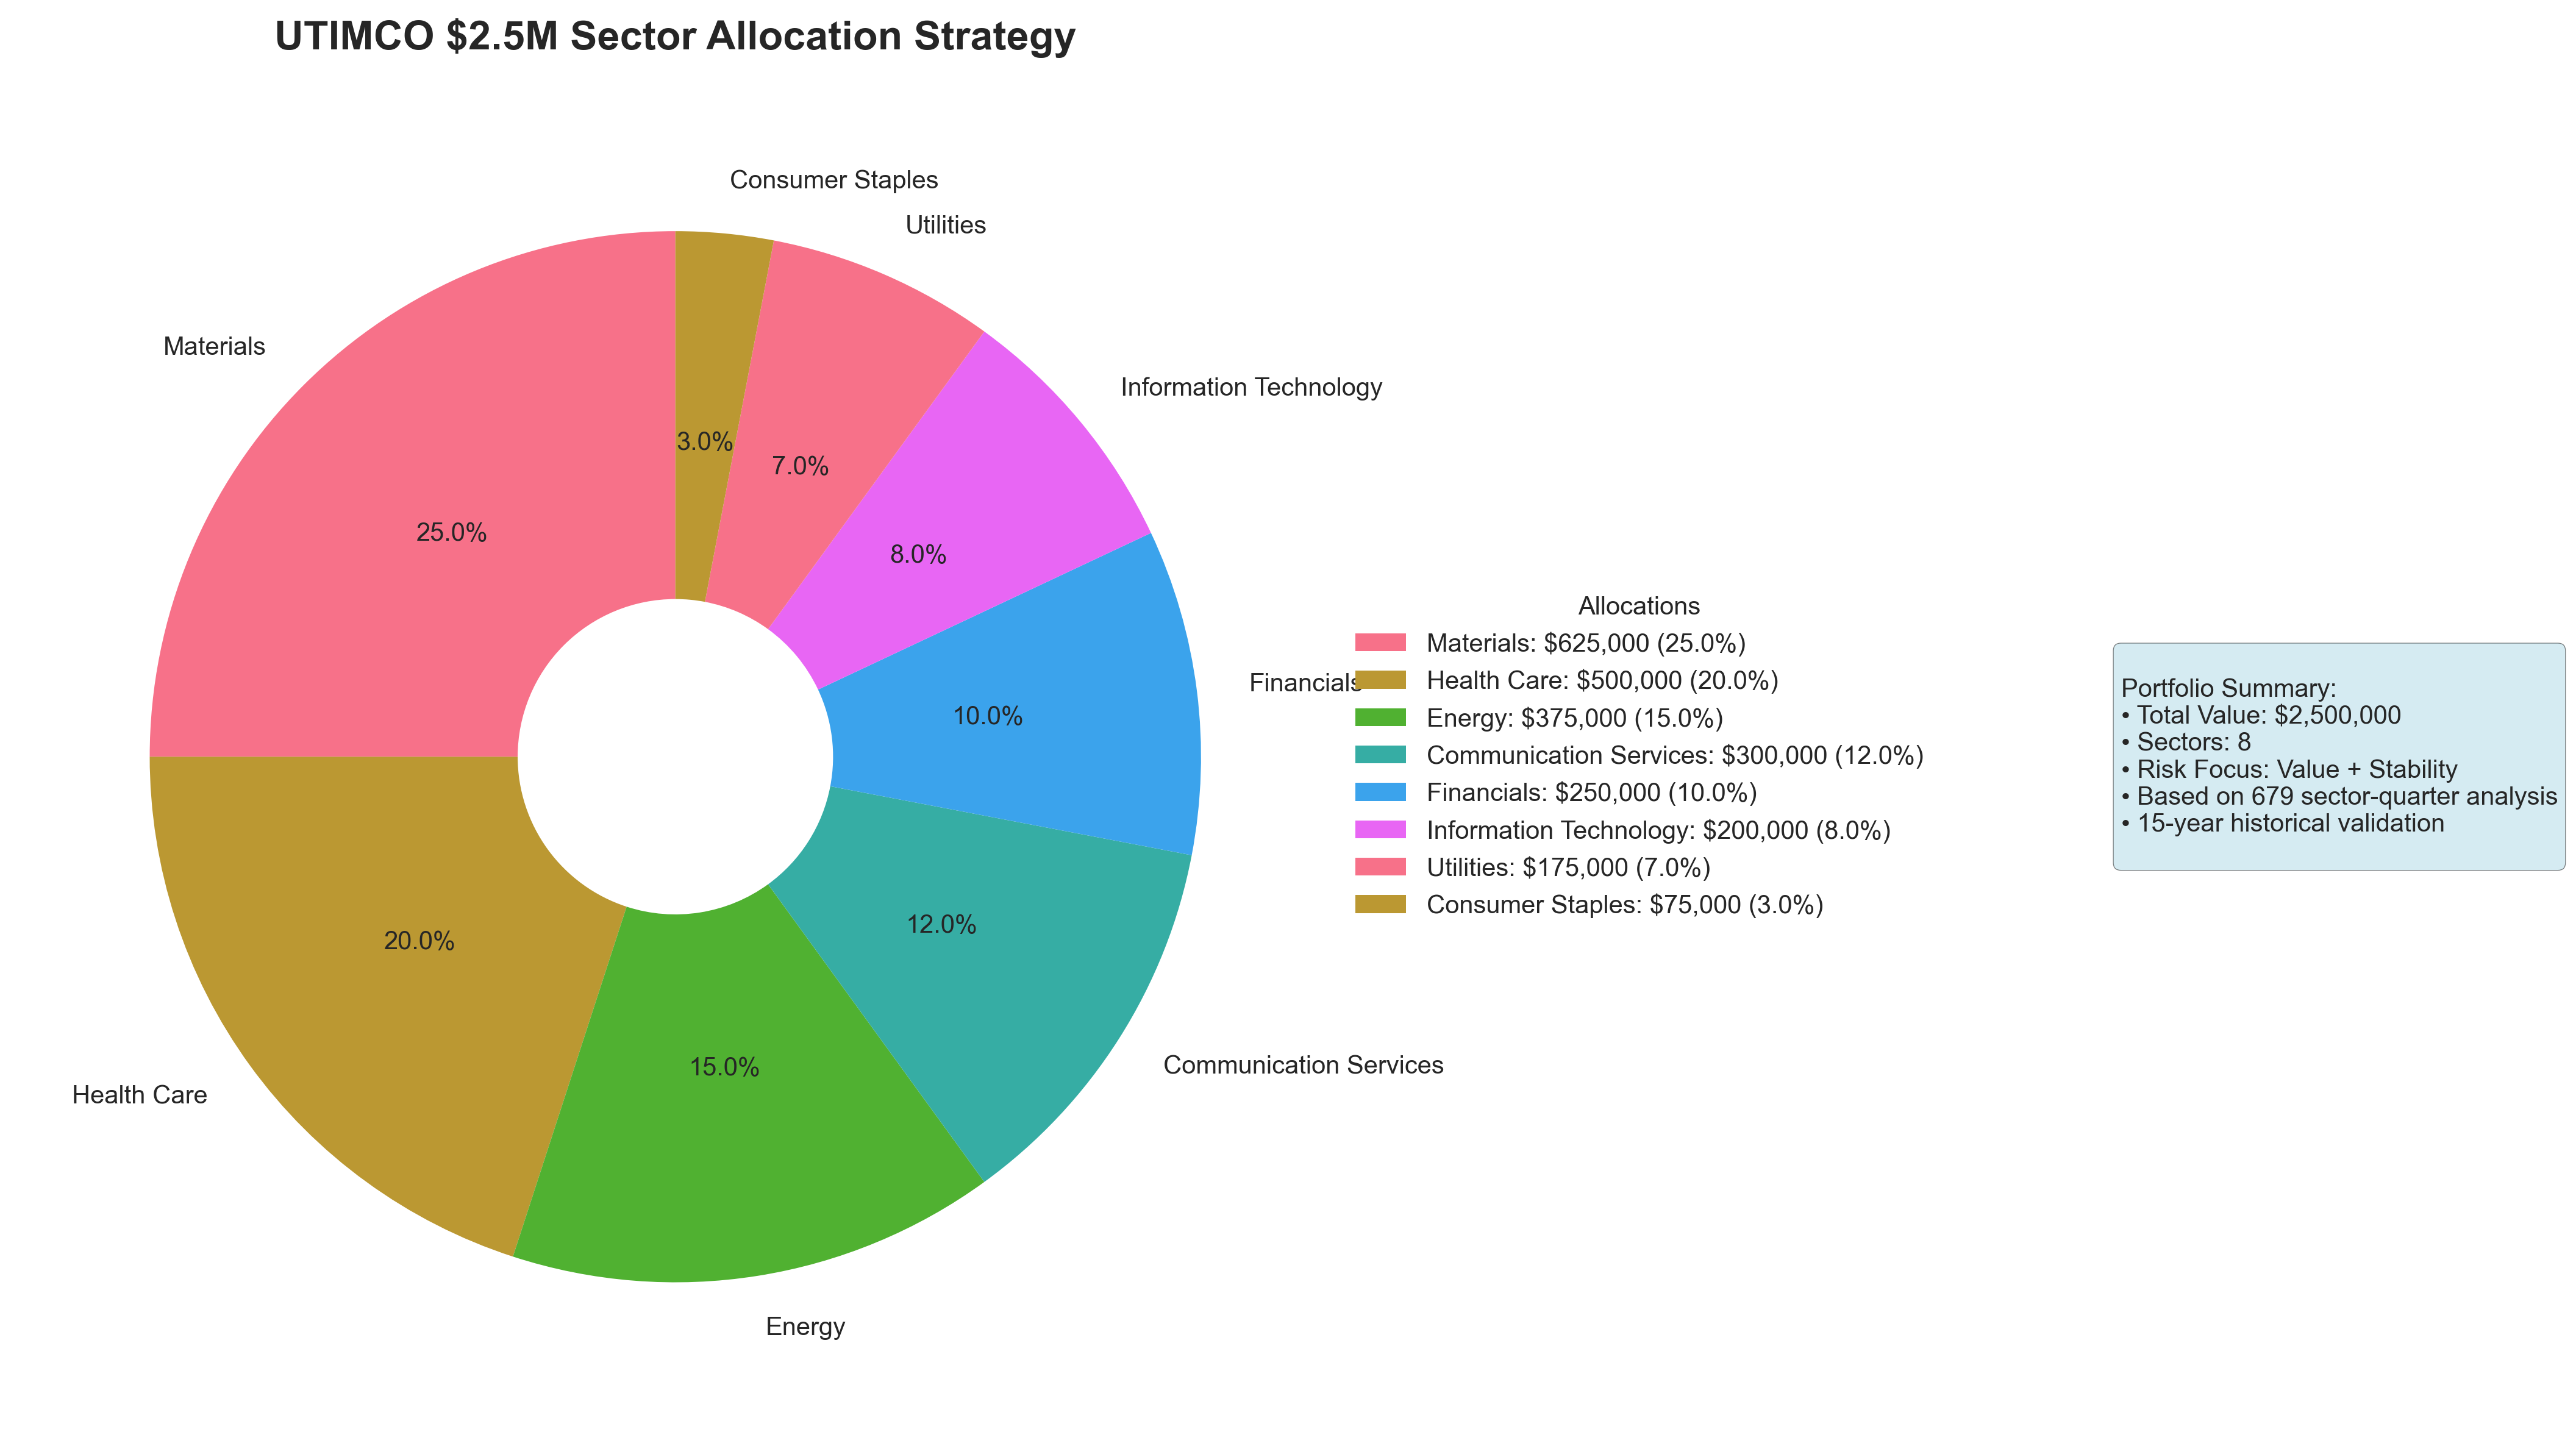 UTIMCO $2.5M Sector Allocation Strategy
Consumer Staples
Utilities
Materials
Information Technology
3.0%
7.0%
25.0%
8.0%
Financials
10.0%
12.0%
20.0%
15.0%
Communication Services
Health Care
Energy
Allocations
Materials: $625,000 (25.0%)
Health Care: $500,000 (20.0%)
Energy: $375,000 (15.0%)
Communication Services: $300,000 (12.0%)
Financials: $250,000 (10.0%)
Information Technology: $200,000 (8.0%)
Utilities: $175,000 (7.0%)
Consumer Staples: $75,000 (3.0%)
Portfolio Summary:
• Total Value: $2,500,000
• Sectors: 8
• Risk Focus: Value + Stability
• Based on 679 sector-quarter analysis
• 15-year historical validation